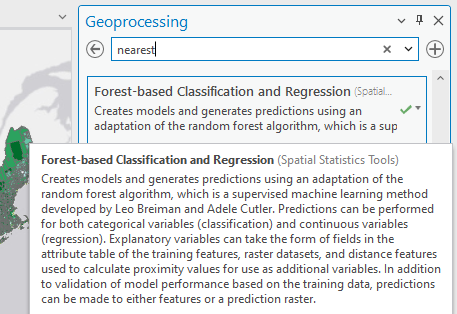 Geoprocessing
nearest
Forest-based Classification and Regression (Spatial...
Creates models and generates predictions using an
adaptation of the random forest algorithm, which is a sup
Forest-based Classification and Regression (Spatial Statistics Tools)
Creates models and generates predictions using an adaptation of the
random forest algorithm, which is a supervised machine learning method
developed by Leo Breiman and Adele Cutler. Predictions can be performed
for both categorical variables (classification) and continuous variables
(regression). Explanatory variables can take the form of fields in the
attribute table of the training features, raster datasets, and distance features
used to calculate proximity values for use as additional variables. In addition
to validation of model performance based on the training data, predictions
can be made to either features or a prediction raster.